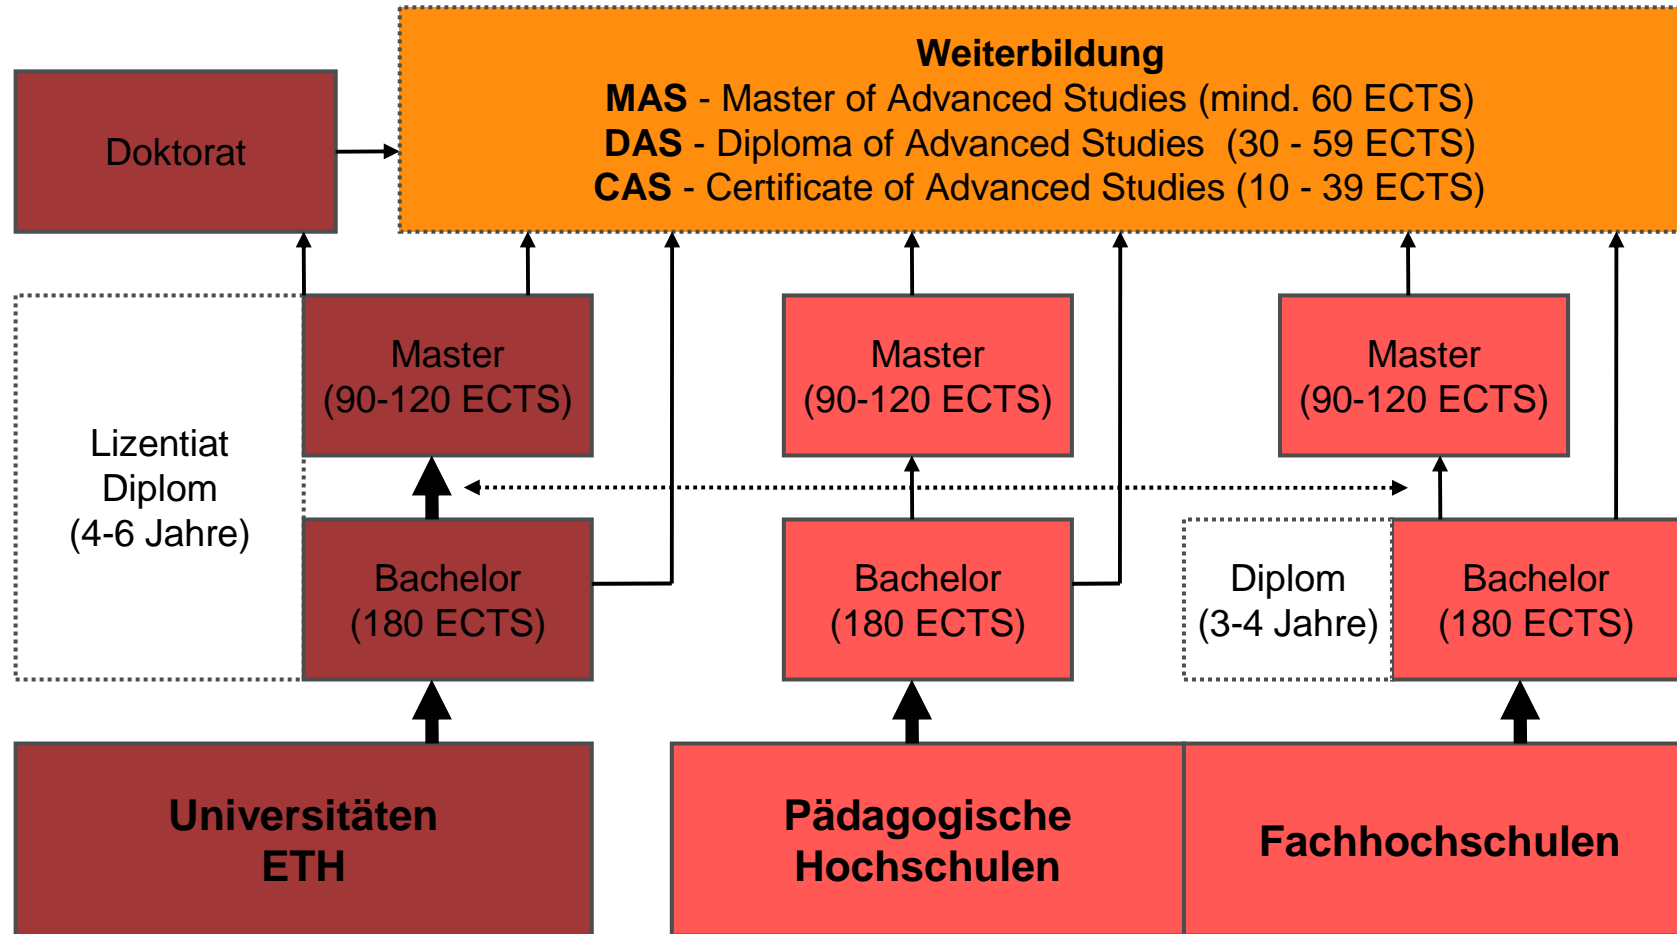 Weiterbildung
MAS - Master of Advanced Studies (mind. 60 ECTS)
DAS - Diploma of Advanced Studies (30 - 59 ECTS)
CAS - Certificate of Advanced Studies (10 - 39 ECTS)
Doktorat
Lizentiat
Diplom
(4-6 Jahre)
Master
(90-120 ECTS)
Master
(90-120 ECTS)
Master
(90-120 ECTS)
Bachelor
(180 ECTS)
Bachelor
(180 ECTS)
Diplom
(3-4 Jahre)
Bachelor
(180 ECTS)
Universitäten
ETH
Pädagogische
Hochschulen
Fachhochschulen